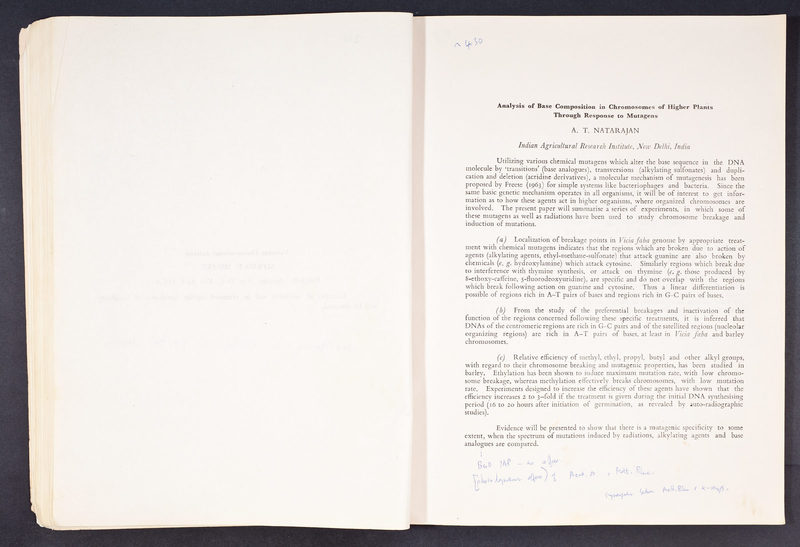 ~ 4.30
Analysis of Base Composition in Chromosomes of Higher Plants
Through Response to Mutagens
A. T. NATARAJAN
Indian Agricultural Research Institute, New Delhi, India
Utilizing various chemical mutagens which alter the base sequence in the DNA
molecule by 'transitions' (base analogues), transversions (alkylating sulfonates) and dupli-
cation and deletion (acridine derivatives), a molecular mechanism of mutagenesis has been
proposed by Freese (1963) for simple systems like bacteriophages and bacteria. Since the
same basic genetic mechanism operates in all organisms, it will be of interest to get infor-
mation as to how these agents act in higher organisms, where organized chromosomes are
involved. The present paper will summarise a series of experiments, in which some of
these mutagens as well as radiations have been used to study chromosome breakage and
induction of mutations.
(a) Localization of breakage points in Vicia faba genome by appropriate treat-
ment with chemical mutagens indicates that the regions which are broken due to action of
agents (alkylating agents, ethyl-methane-sulfonate) that attack guanine are also broken by
chemicals (e. g. hydroxylamine) which attack cytosine. Similarly regions which break due
to interference with thymine synthesis, or attack on thymine (e. g. those produced by
8-ethoxy-caffeine, 5-fluorodeoxyuridine), are specific and do not overlap with the regions
which break following action on guanine and cytosine. Thus a linear differentiation is
possible of regions rich in A-T pairs of bases and regions rich in G-C pairs of bases.
(b) From the study of the preferential breakages and inactivation of the
function of the regions concerned following these specific treatments, it is inferred that
DNAs of the centromeric regions are rich in G-C pairs and of the satellited regions (nucleolar
organizing regions) are rich in A-T pairs of bases, at least in Vicia faba and barley
chromosomes.
(c) Relative efficiency of methyl, ethyl, propyl, butyl and other alkyl groups,
with regard to their chromosome breaking and mutagenic properties, has been studied in
barley. Ethylation has been shown to induce maximum mutation rate, with low chromo-
some breakage, whereas methylation effectively breaks chromosomes, with low mutation
rate. Experiments designed to increase the efficiency of these agents have shown that the
efficiency increases 2 to 3-fold if the treatment is given during the initial DNA synthesising
period (16 to 20 hours after initiation of germination, as revealed by auto-radiographic
studies).
Evidence will be presented to show that there is a mutagenic specificity to some
extent, when the spectrum of mutations induced by radiations, alkylating agents and base
analogues are compared.